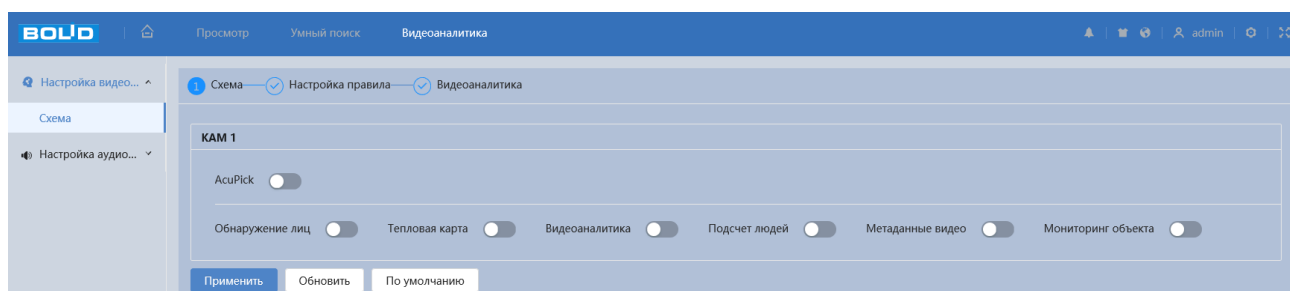 BOLID Просмотр Умный поиск Видеоаналитика admin
Настройка видео... 1 Схема Настройка правила Видеоаналитика
Схема
КАМ 1
Настройка аудио...
AcuPick
Обнаружение лиц Тепловая карта Видеоаналитика Подсчет людей Метаданные видео Мониторинг объекта
Применить Обновить По умолчанию